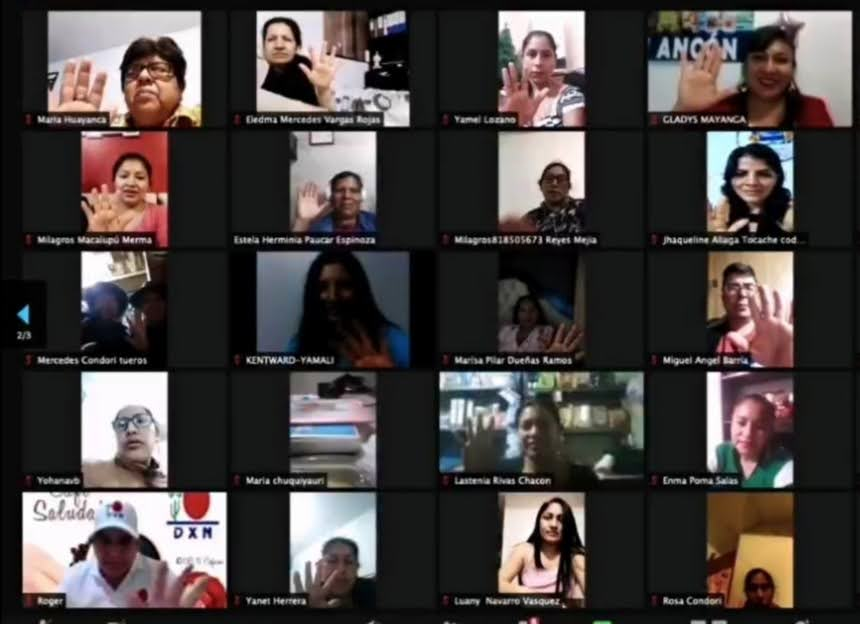 Maria Huayanca
Eledma Mercedes Vargas Rojas
Yamel Lozano
ANCÓN
GLADYS MAYANGA
Milagros Macalupú Merma
Estela Herminia Paucar Espinoza
Milagros818505673 Reyes Mejia
Jhaqueline Aliaga Tocache cod...
2/3
Mercedes Condori tueros
KENTWARD-YAMALI
Marisa Pilar Dueñas Ramos
Miguel Angel Barria
Yohanavb
Maria chuquiyauri
Lastenia Rivas Chacon
Enma Poma Salas
Café
Saluda
DXN
Roger
Yanet Herrera
Luany Navarro Vasquez
Rosa Condori